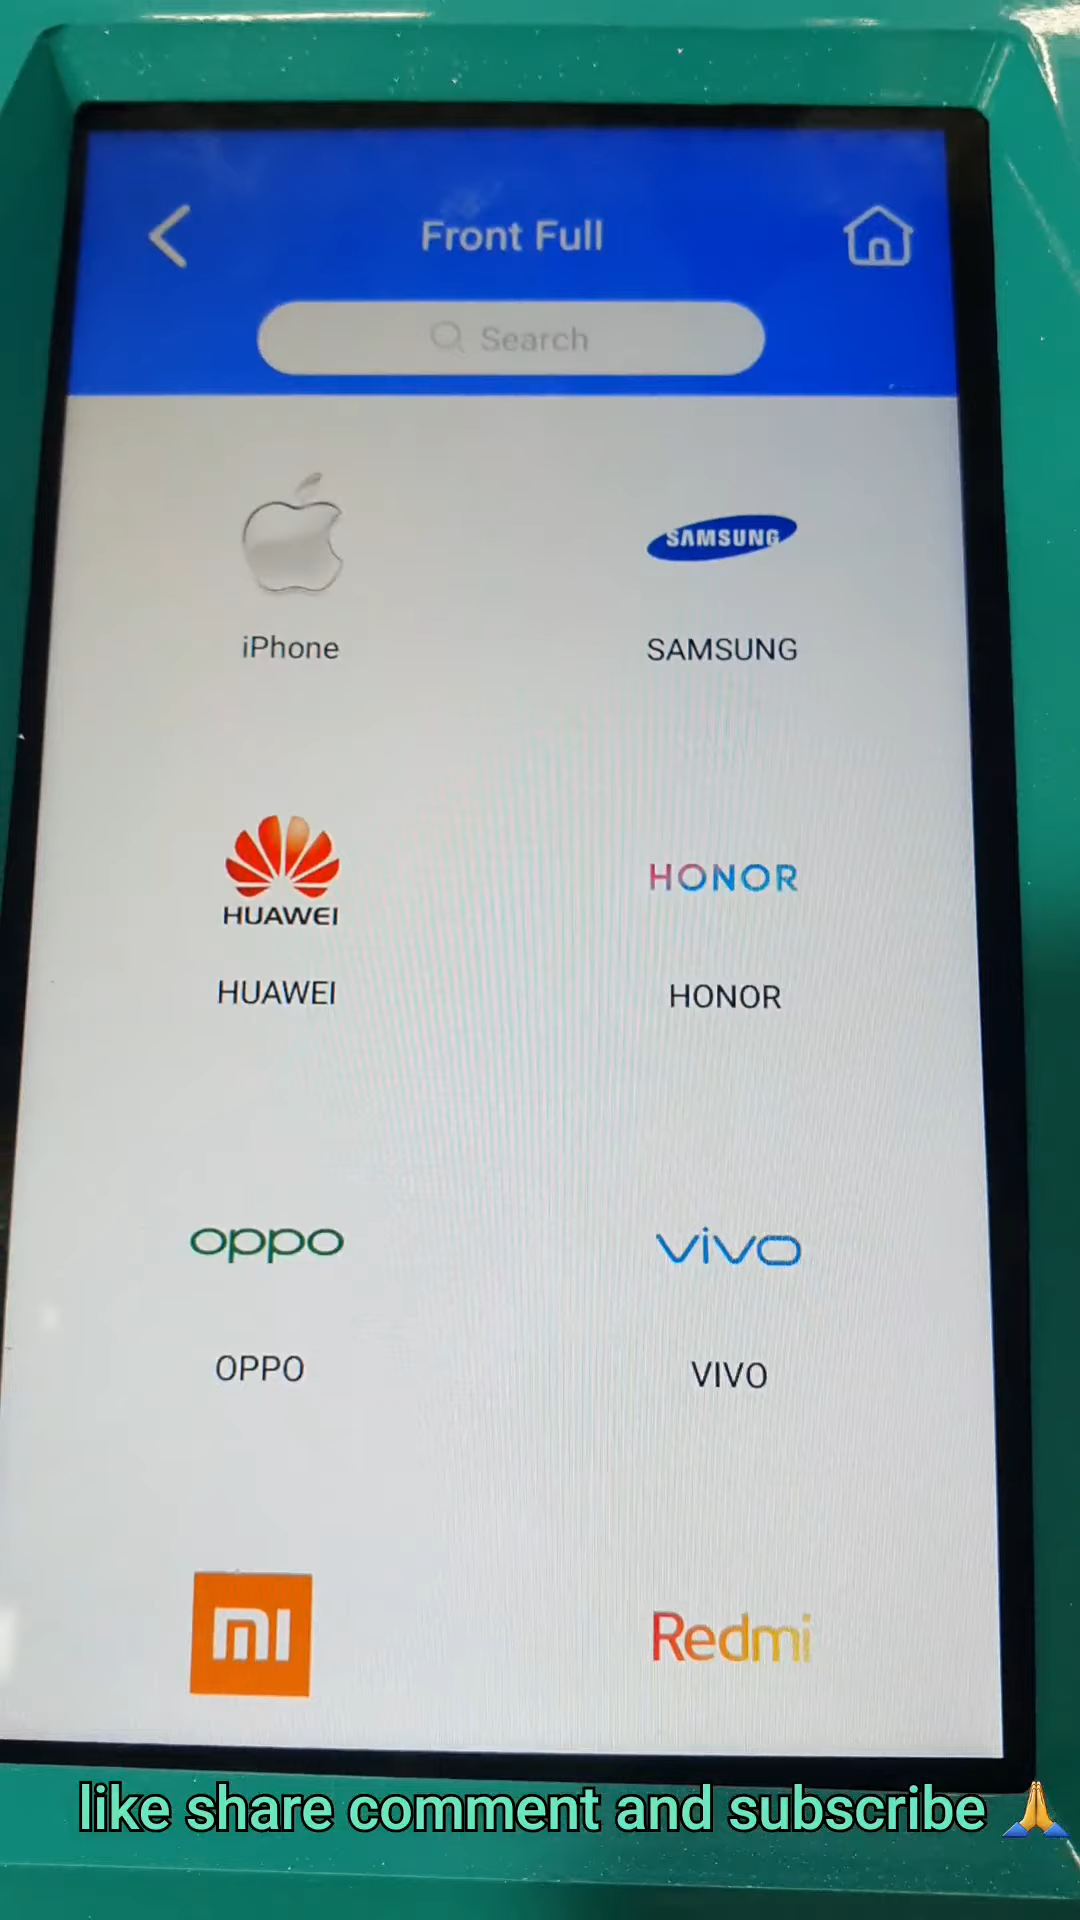 Front Full
Search
SAMSUNG
iPhone
SAMSUNG
HUAWEI
HONOR
HUAWEI
HONOR
oppo
vivo
OPPO
VIVO
mi
Redmi
like share comment and subscribe 🙏